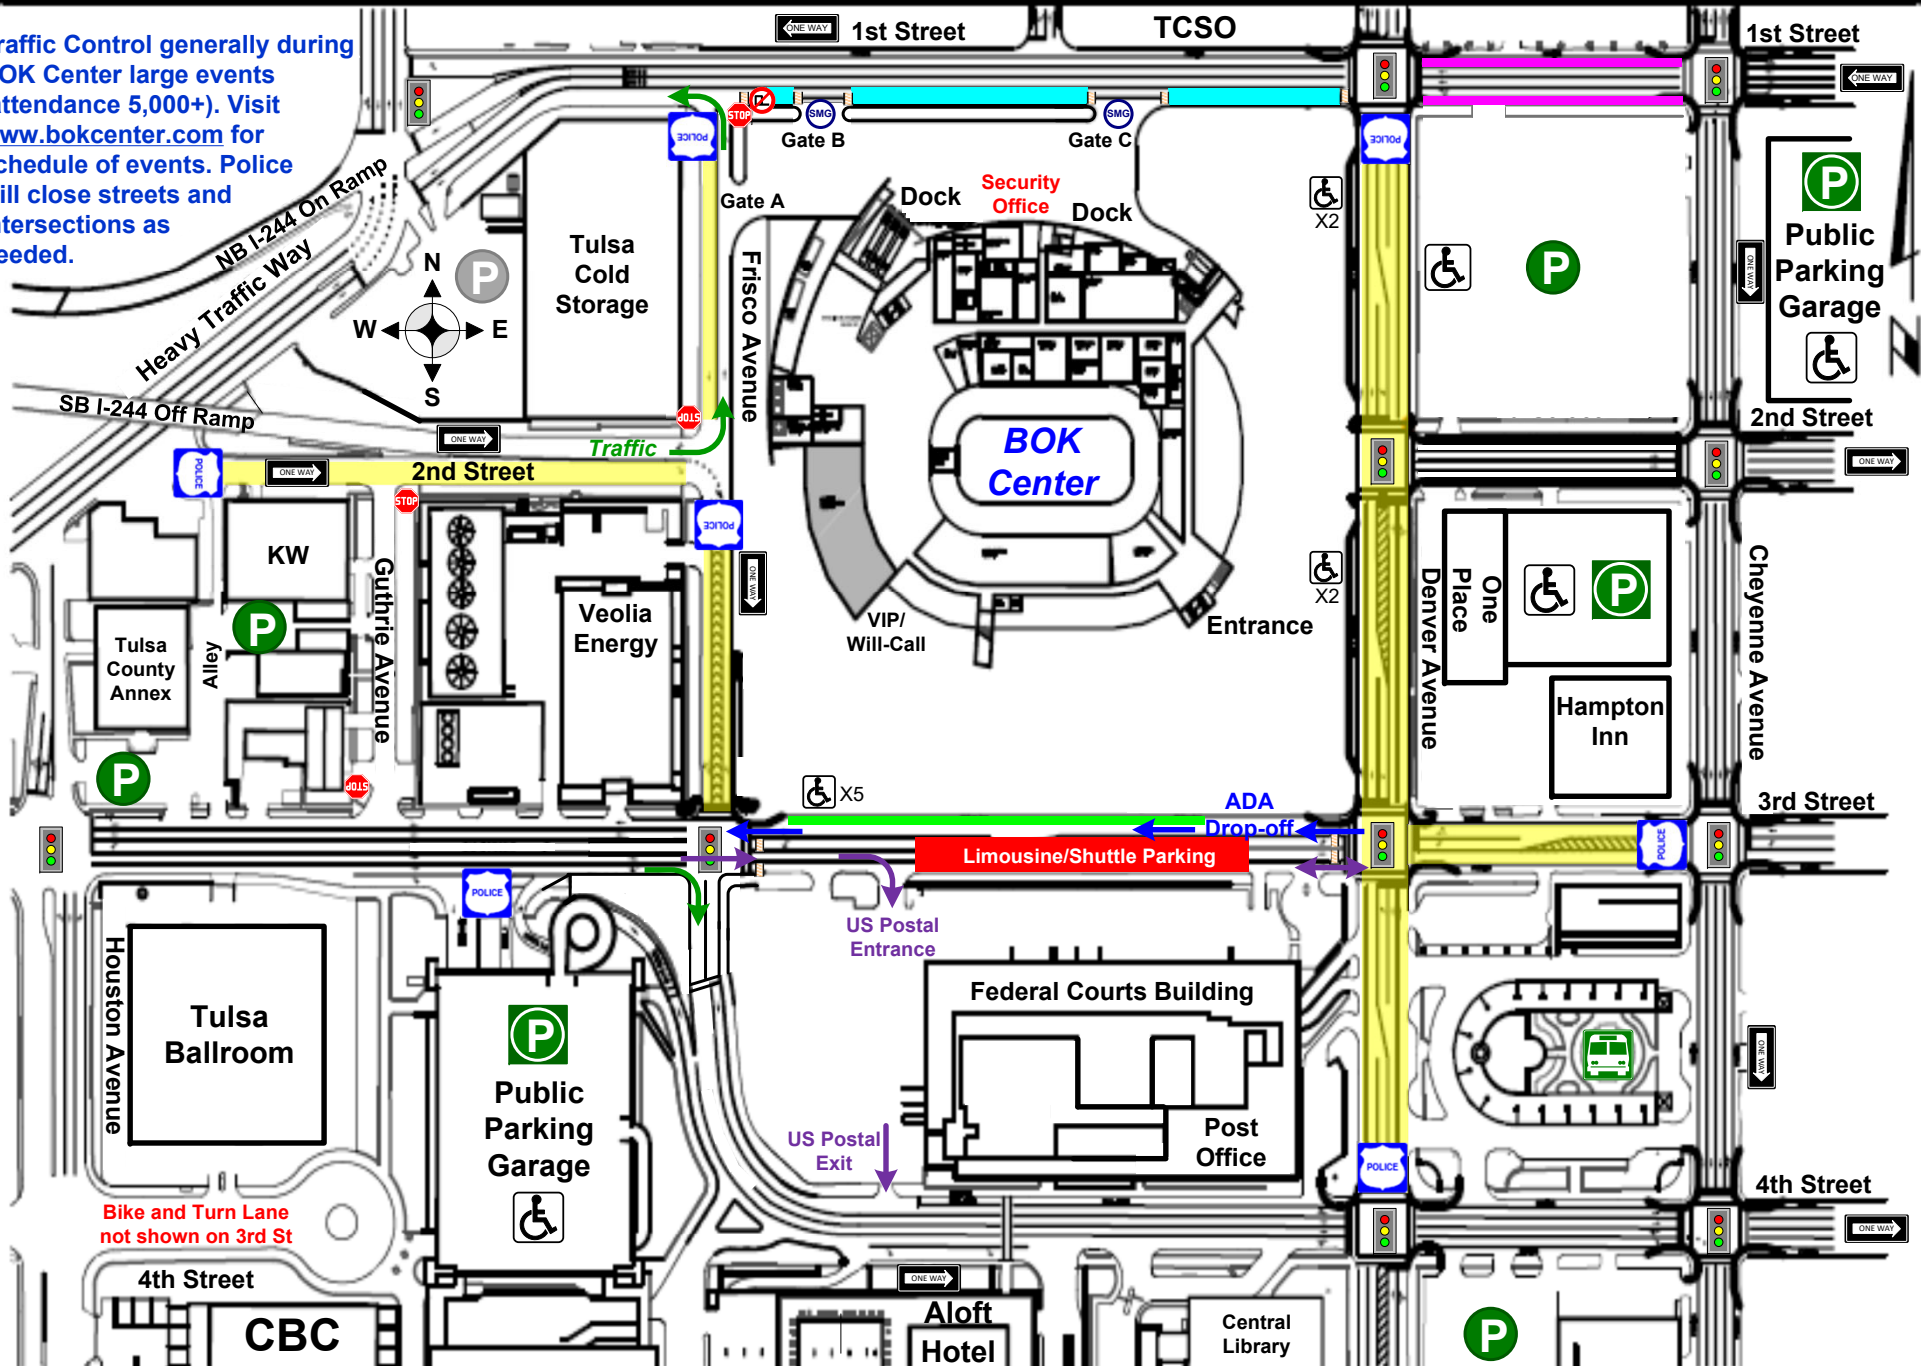 raffic Control generally during
OK Center large events
attendance 5,000+). Visit
ww.bokcenter.com for
chedule of events. Police
ill close streets and
ntersections as
eeded.
ONE WAY
1st Street
TCSO
1st Street
ONE WAY
STOP
SMG
SMG
Gate B
Gate C
POLICE
POLICE
NB I-244 On Ramp
Heavy Traffic Way
SB I-244 Off Ramp
N
W
E
S
P
Tulsa
Cold
Storage
Gate A
Frisco Avenue
Dock
Security
Office
Dock
X2
P
P
Public
Parking
Garage
ONE WAY
2nd Street
ONE WAY
STOP
ONE WAY
Traffic
POLICE
ONE WAY
2nd Street
STOP
POLICE
BOK
Center
KW
Guthrie Avenue
Veolia
Energy
ONE WAY
VIP/
Will-Call
Entrance
X2
Denver Avenue
One
Place
P
Hampton
Inn
Cheyenne Avenue
Tulsa
County
Annex
Alley
P
P
STOP
X5
ADA
Drop-off
Limousine/Shuttle Parking
3rd Street
POLICE
POLICE
US Postal
Entrance
Houston Avenue
Tulsa
Ballroom
P
Public
Parking
Garage
Federal Courts Building
Post
Office
US Postal
Exit
POLICE
ONE WAY
4th Street
ONE WAY
Bike and Turn Lane
not shown on 3rd St
4th Street
CBC
ONE WAY
Aloft
Hotel
Central
Library
P